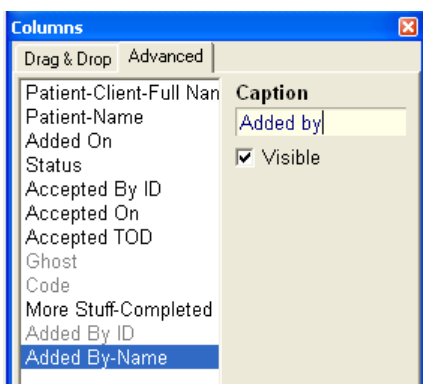 Columns
Drag & Drop
Advanced
Patient-Client-Full Nan
Patient-Name
Added On
Status
Accepted By ID
Accepted On
Accepted TOD
Ghost
Code
More Stuff-Completed
Added By ID
Added By-Name
Caption
Added by
Visible